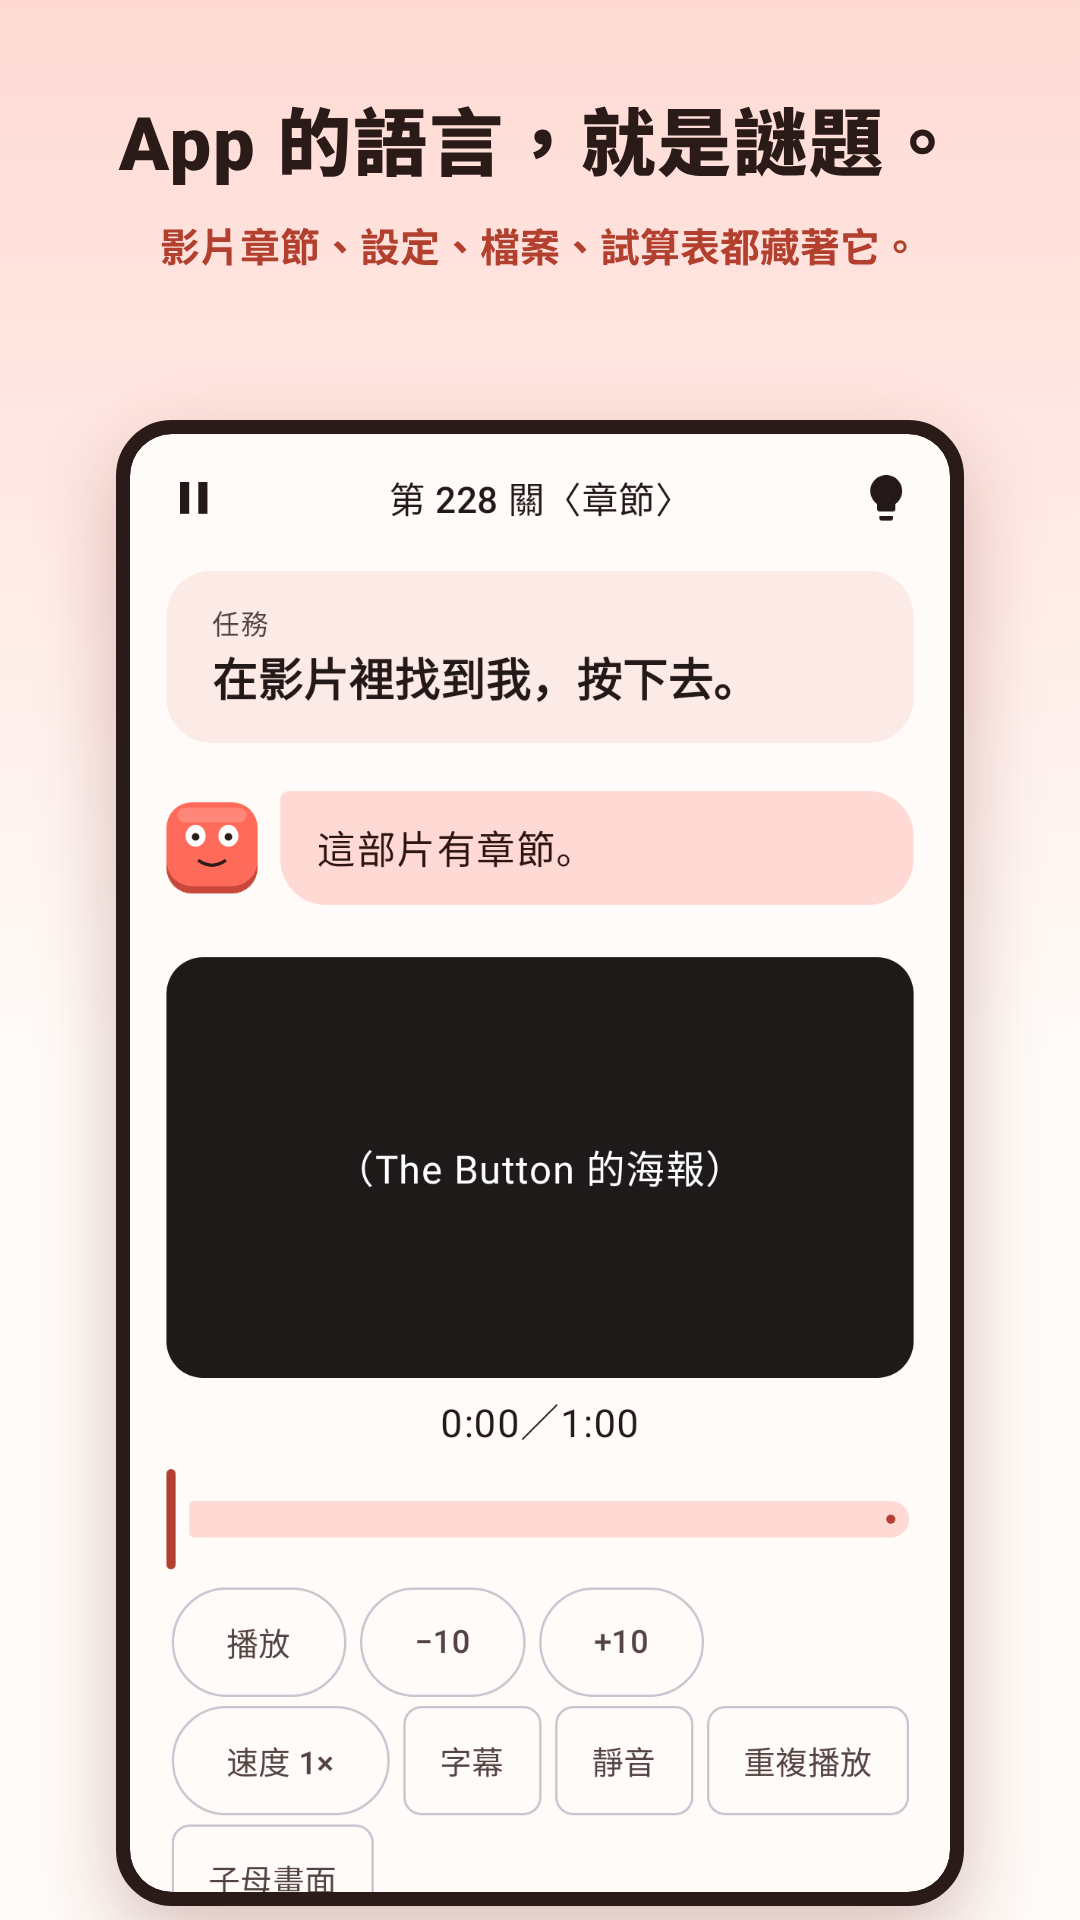 App 的語言，就是謎題。
影片章節、設定、檔案、試算表都藏著它。
第 228 關〈章節〉
任務
在影片裡找到我，按下去。
這部片有章節。
（The Button 的海報）
0:00／1:00
播放 −10 +10
速度 1× 字幕 靜音 重複播放
子母畫面